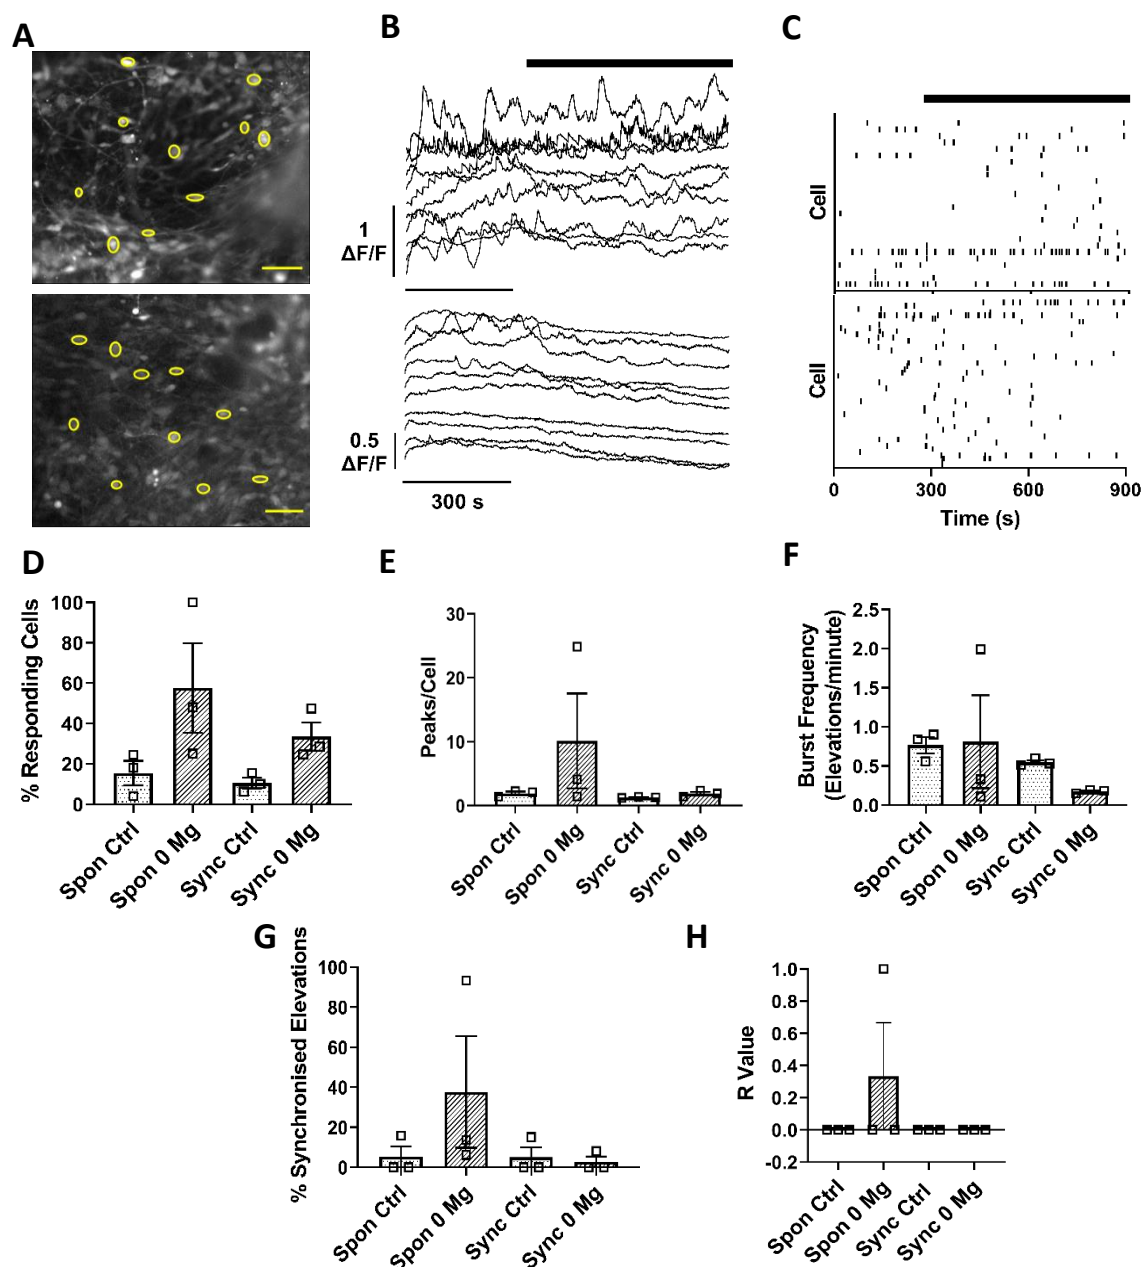 A
B
C
1
ΔF/F
0.5
ΔF/F
300 s
Cell
Cell
0 300 600 900
Time (s)
D
% Responding Cells
100
80
60
40
20
0
Spon Ctrl
Spon 0 Mg
Sync Ctrl
Sync 0 Mg
E
Peaks/Cell
30
20
10
0
Spon Ctrl
Spon 0 Mg
Sync Ctrl
Sync 0 Mg
F
Burst Frequency
(Elevations/minute)
2.5
2.0
1.5
1.0
0.5
0.0
Spon Ctrl
Spon 0 Mg
Sync Ctrl
Sync 0 Mg
G
% Synchronised Elevations
100
80
60
40
20
0
Spon Ctrl
Spon 0 Mg
Sync Ctrl
Sync 0 Mg
H
R Value
1.0
0.8
0.6
0.4
0.2
0.0
-0.2
Spon Ctrl
Spon 0 Mg
Sync Ctrl
Sync 0 Mg